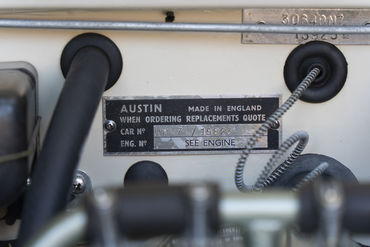 AUSTIN MADE IN ENGLAND
WHEN ORDERING REPLACEMENTS QUOTE
CAR Nº
ENG. Nº SEE ENGINE